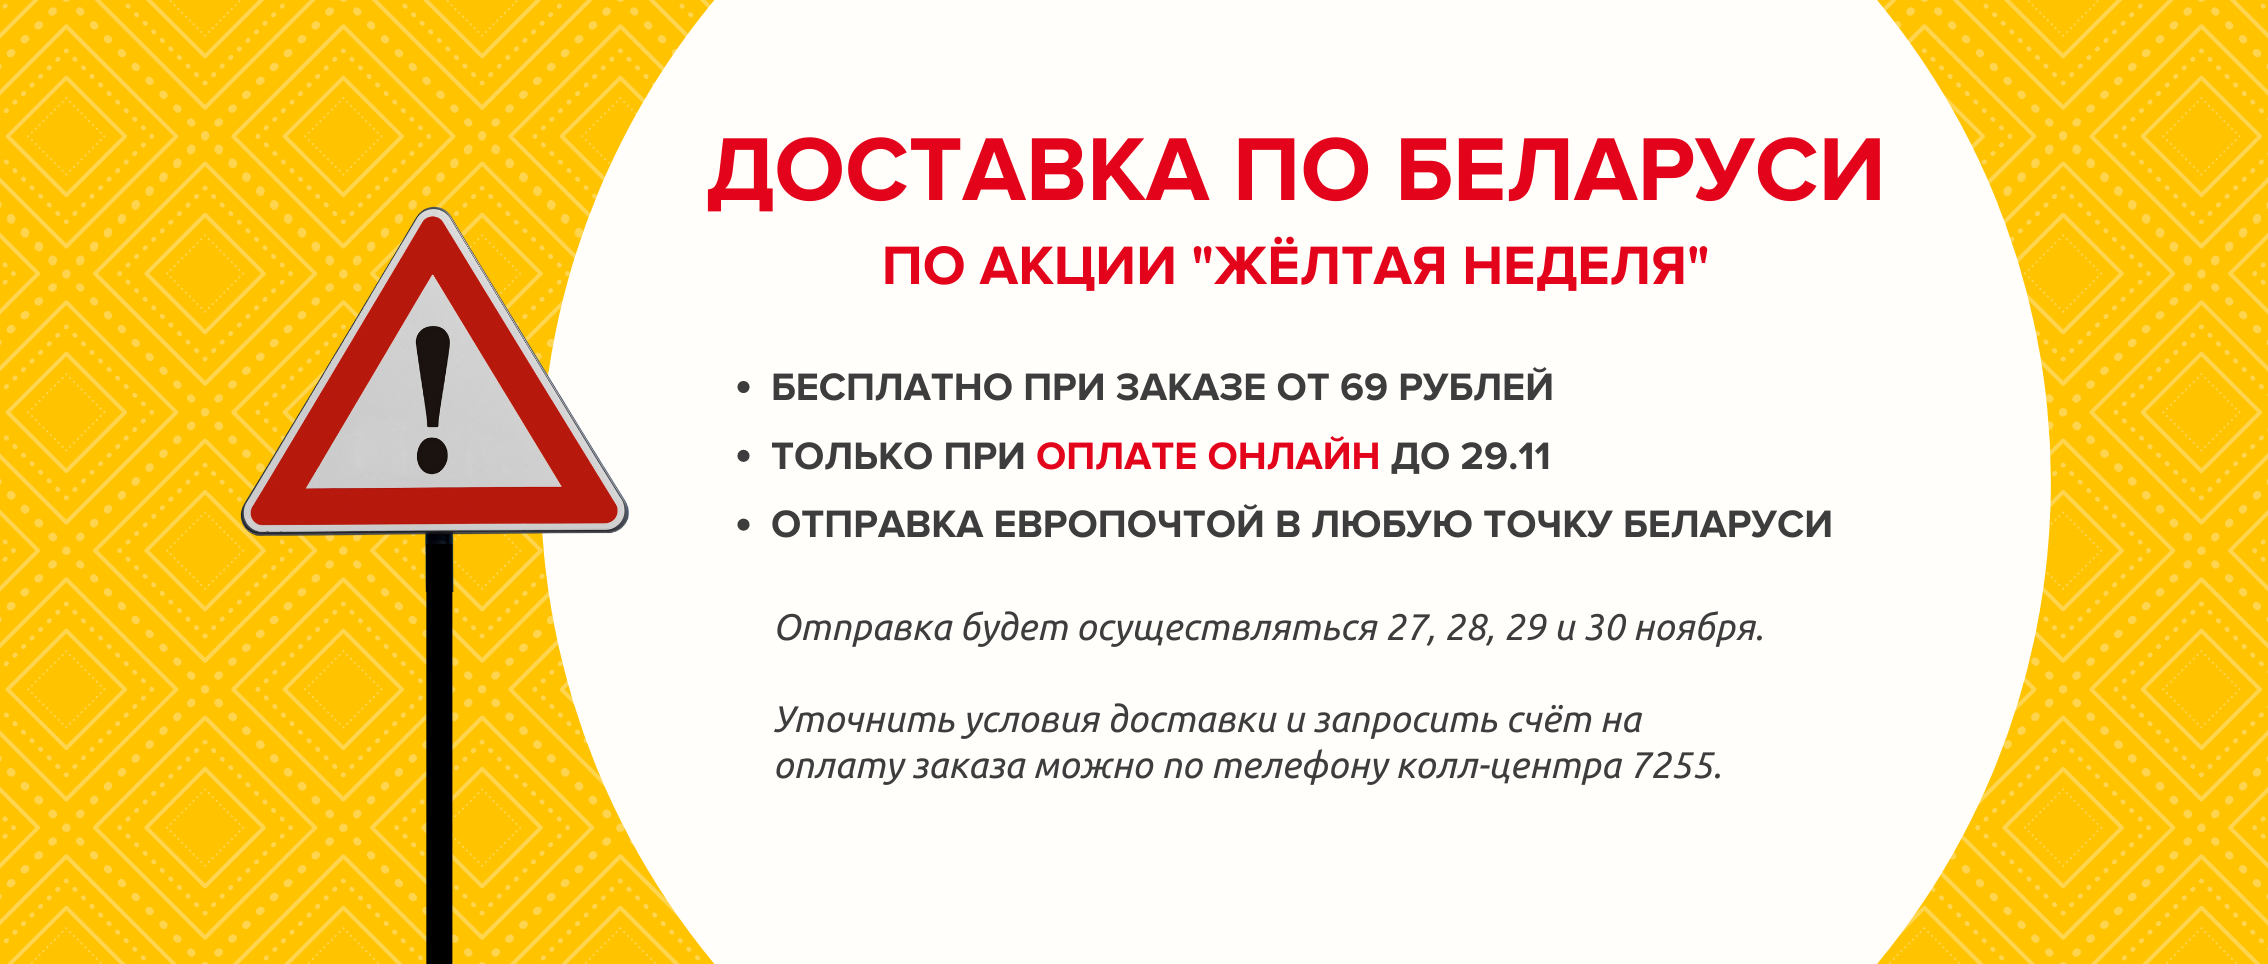 ДОСТАВКА ПО БЕЛАРУСИ
ПО АКЦИИ "ЖЁЛТАЯ НЕДЕЛЯ"
• БЕСПЛАТНО ПРИ ЗАКАЗЕ ОТ 69 РУБЛЕЙ
• ТОЛЬКО ПРИ ОПЛАТЕ ОНЛАЙН ДО 29.11
• ОТПРАВКА ЕВРОПОЧТОЙ В ЛЮБУЮ ТОЧКУ БЕЛАРУСИ
Отправка будет осуществляться 27, 28, 29 и 30 ноября.
Уточнить условия доставки и запросить счёт на
оплату заказа можно по телефону колл-центра 7255.